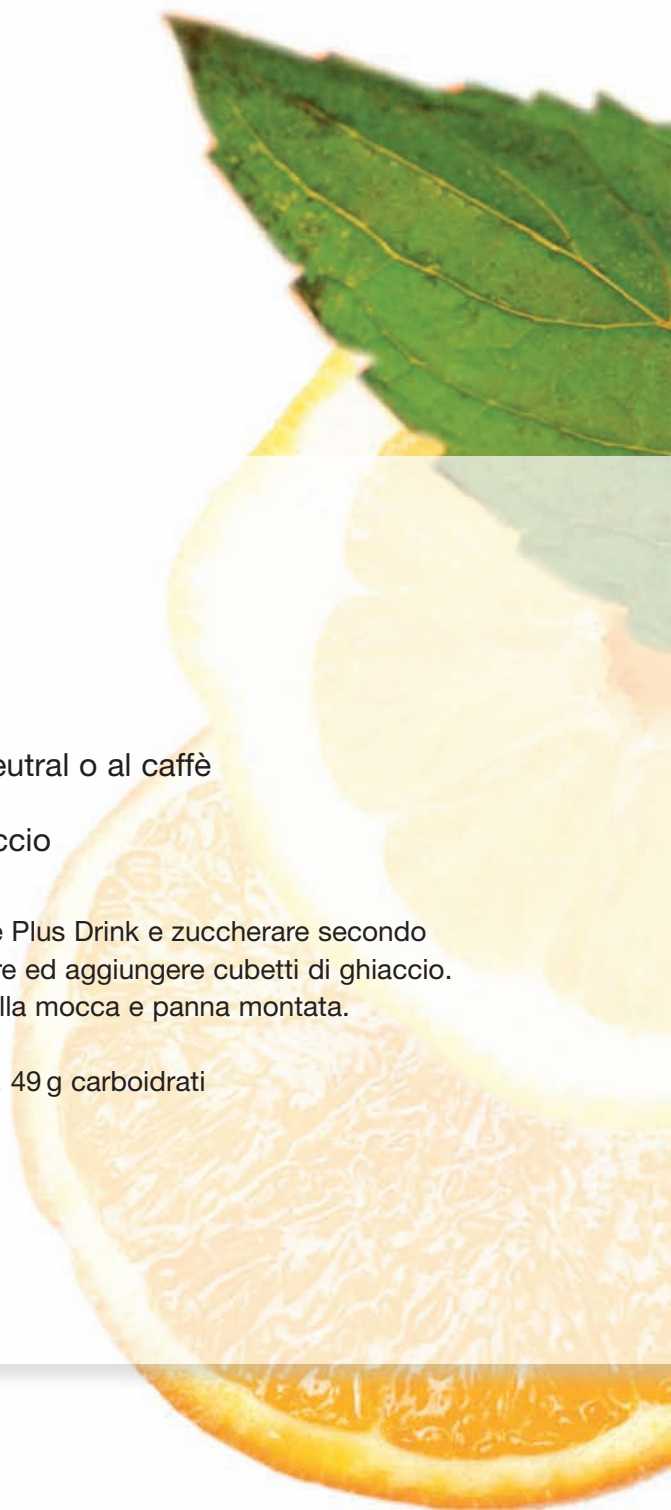 eutral o al caffè
ccio
e Plus Drink e zuccherare secondo
re ed aggiungere cubetti di ghiaccio.
lla mocca e panna montata.
49 g carboidrati